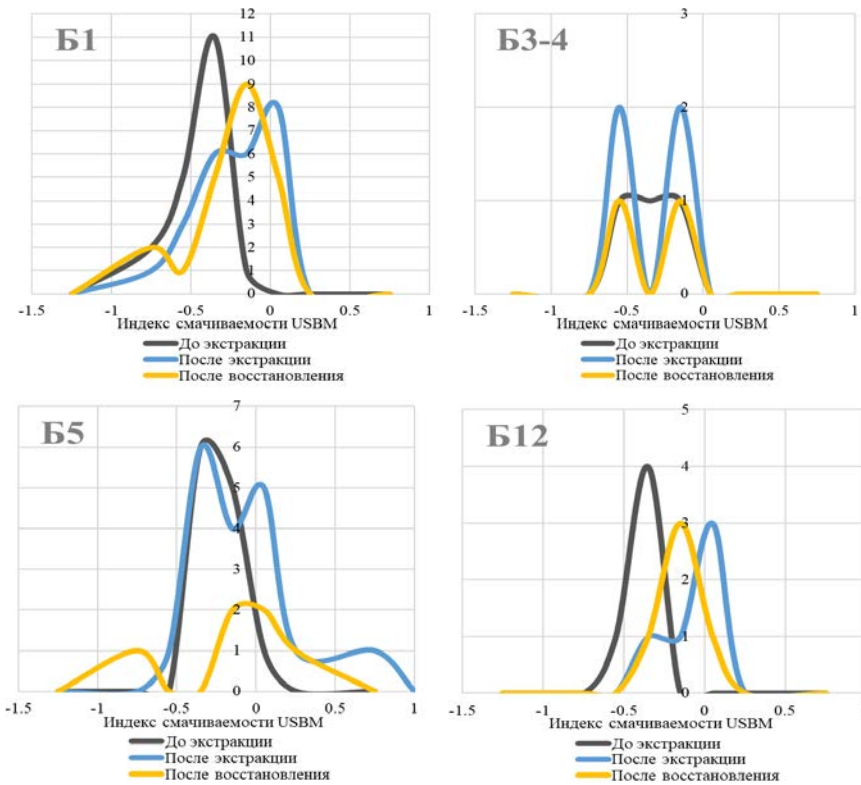 Б1
12
11
10
9
8
7
6
5
4
3
2
1
0
-1.5 -1 -0.5 0 0.5 1
Индекс смачиваемости USBM
До экстракции
После экстракции
После восстановления
Б3-4
3
2
1
0
-1.5 -1 -0.5 0 0.5 1
Индекс смачиваемости USBM
До экстракции
После экстракции
После восстановления
Б5
7
6
5
4
3
2
1
0
-1.5 -1 -0.5 0 0.5 1
Индекс смачиваемости USBM
До экстракции
После экстракции
После восстановления
Б12
5
4
3
2
1
0
-1.5 -1 -0.5 0 0.5
Индекс смачиваемости USBM
До экстракции
После экстракции
После восстановления